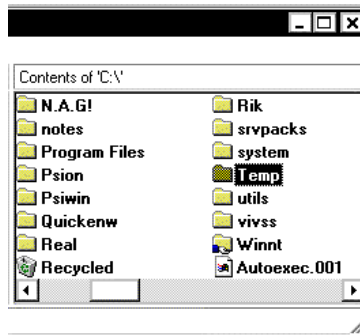 Contents of 'C:\'
N.A.G!
notes
Program Files
Psion
Psiwin
Quickenw
Real
Recycled
Rik
srvpacks
system
Temp
utils
vivss
Winnt
Autoexec.001